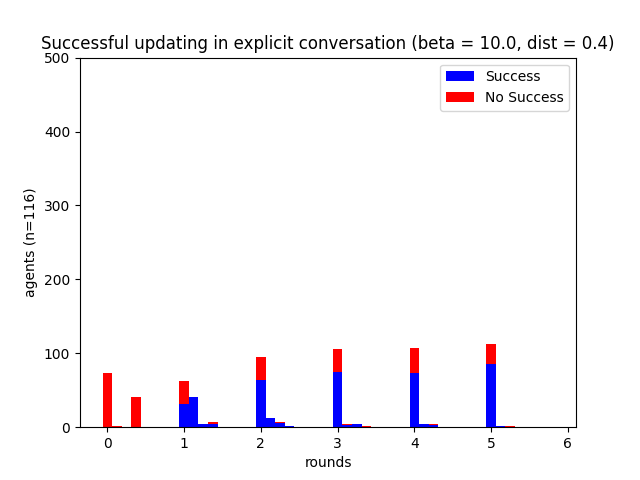 Successful updating in explicit conversation (beta = 10.0, dist = 0.4)
500
400
300
200
100
0
agents (n=116)
Success
No Success
0 1 2 3 4 5 6
rounds